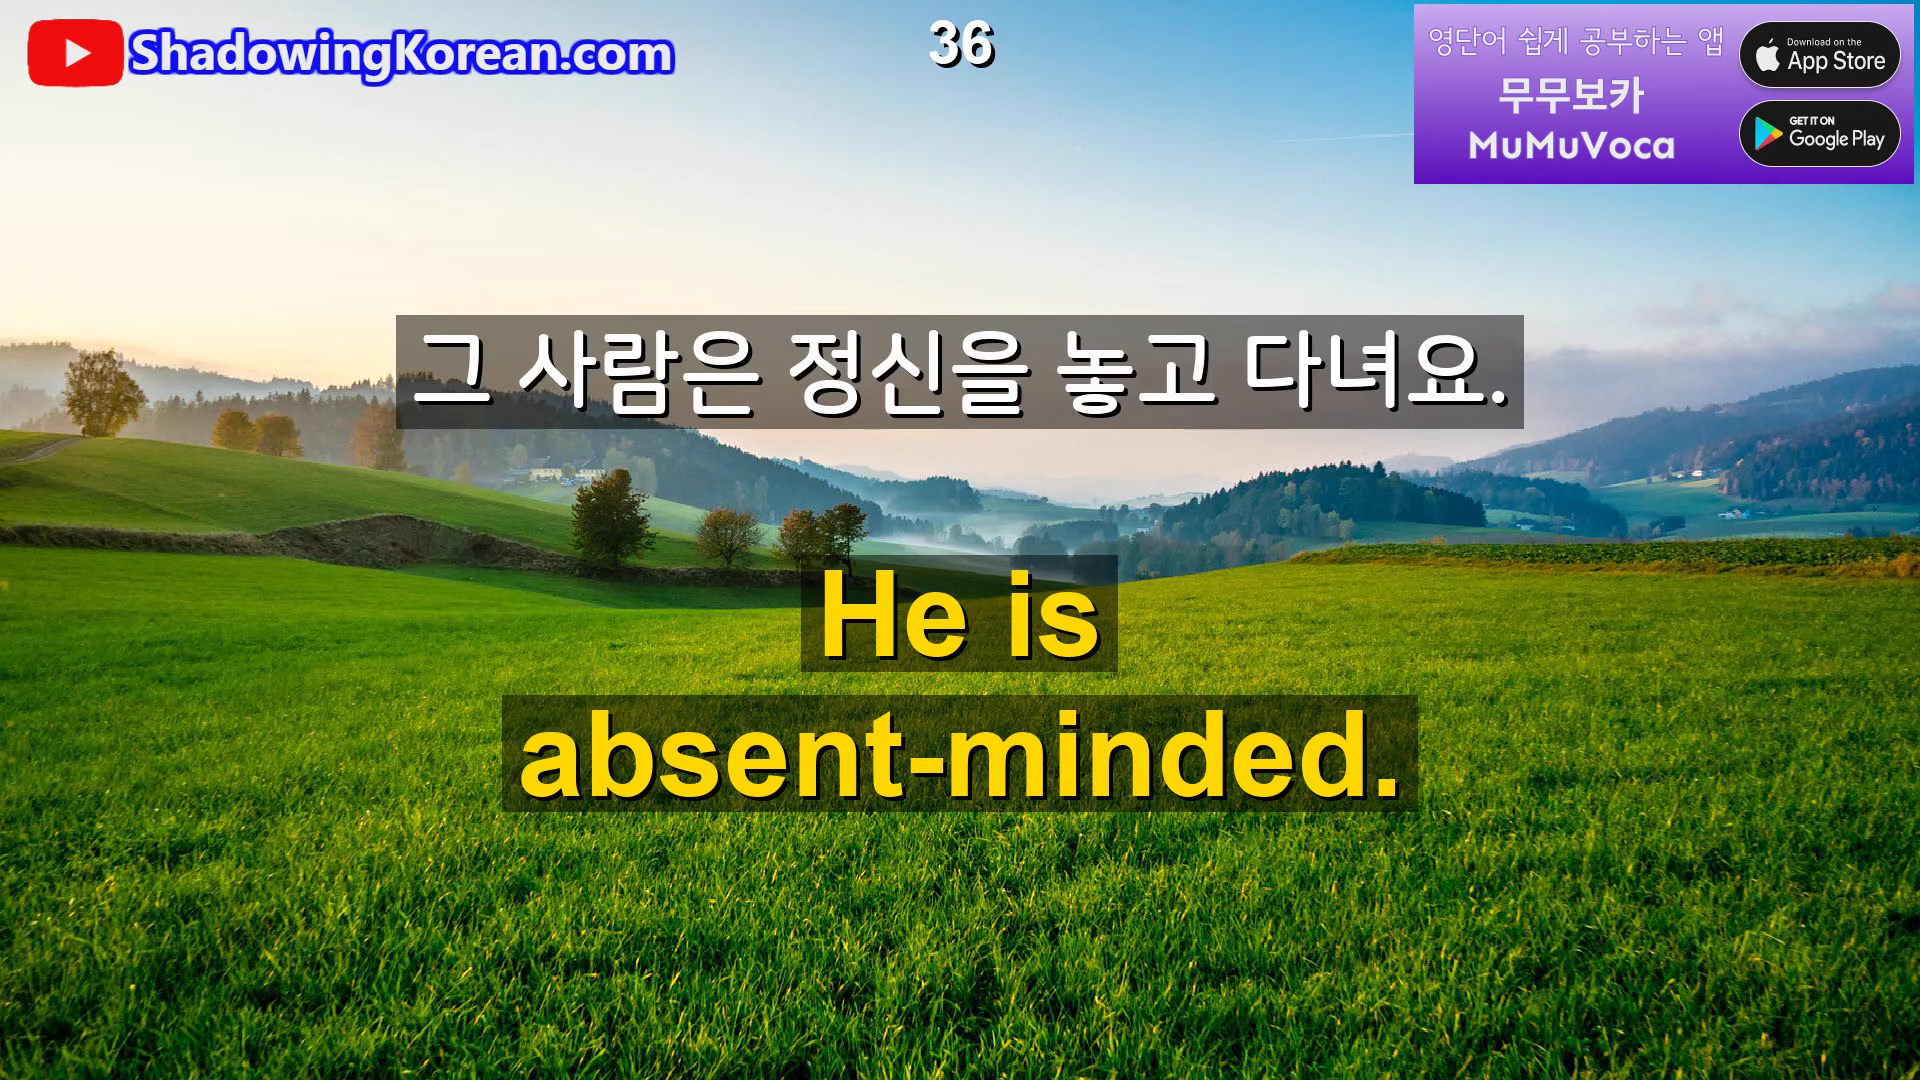 ShadowingKorean.com
36
영단어 쉽게 공부하는 앱
무무보카
MuMuVoca
Download on the
App Store
GET IT ON
Google Play
그 사람은 정신을 놓고 다녀요.
He is
absent-minded.